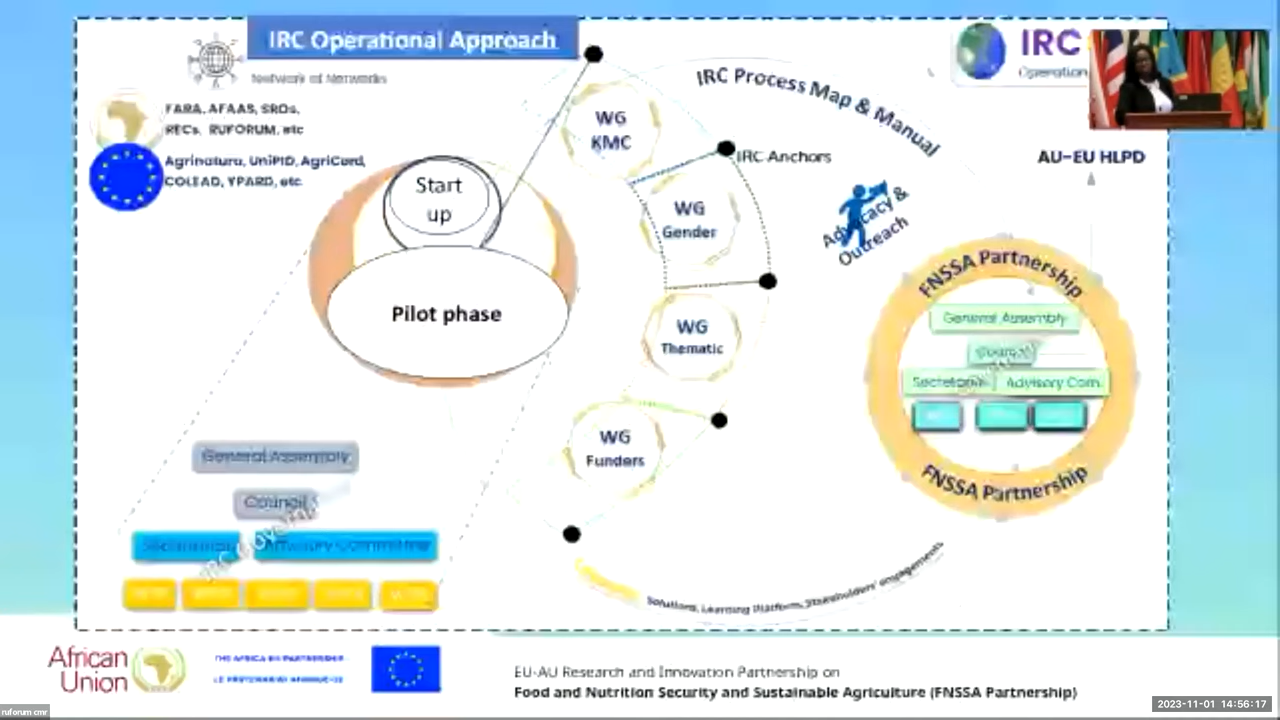 IRC Operational Approach
Network of Networks
FARA, AFAAS, SROs,
RECs, RUFORUM, etc
Agrinatura, UniPID, AgriCord,
COLEAD, YPARD, etc
Start
up
Pilot phase
WG
KMC
WG
Gender
WG
Thematic
WG
Funders
IRC Process Map & Manual
IRC Anchors
Advocacy &
Outreach
IRC
Operation
AU-EU HLPD
FNSSA Partnership
General Assembly
Council
Secretariat
Advisory Com.
FNSSA Partnership
General Assembly
Council
Advisory Committee
Solutions, Learning Platform, Stakeholders' engagements
African
Union
THE AFRICA-EU PARTNERSHIP
LE PARTENARIAT AFRIQUE-UE
EU-AU Research and Innovation Partnership on
Food and Nutrition Security and Sustainable Agriculture (FNSSA Partnership)
2023-11-01 14:56:17
ruforum cmr